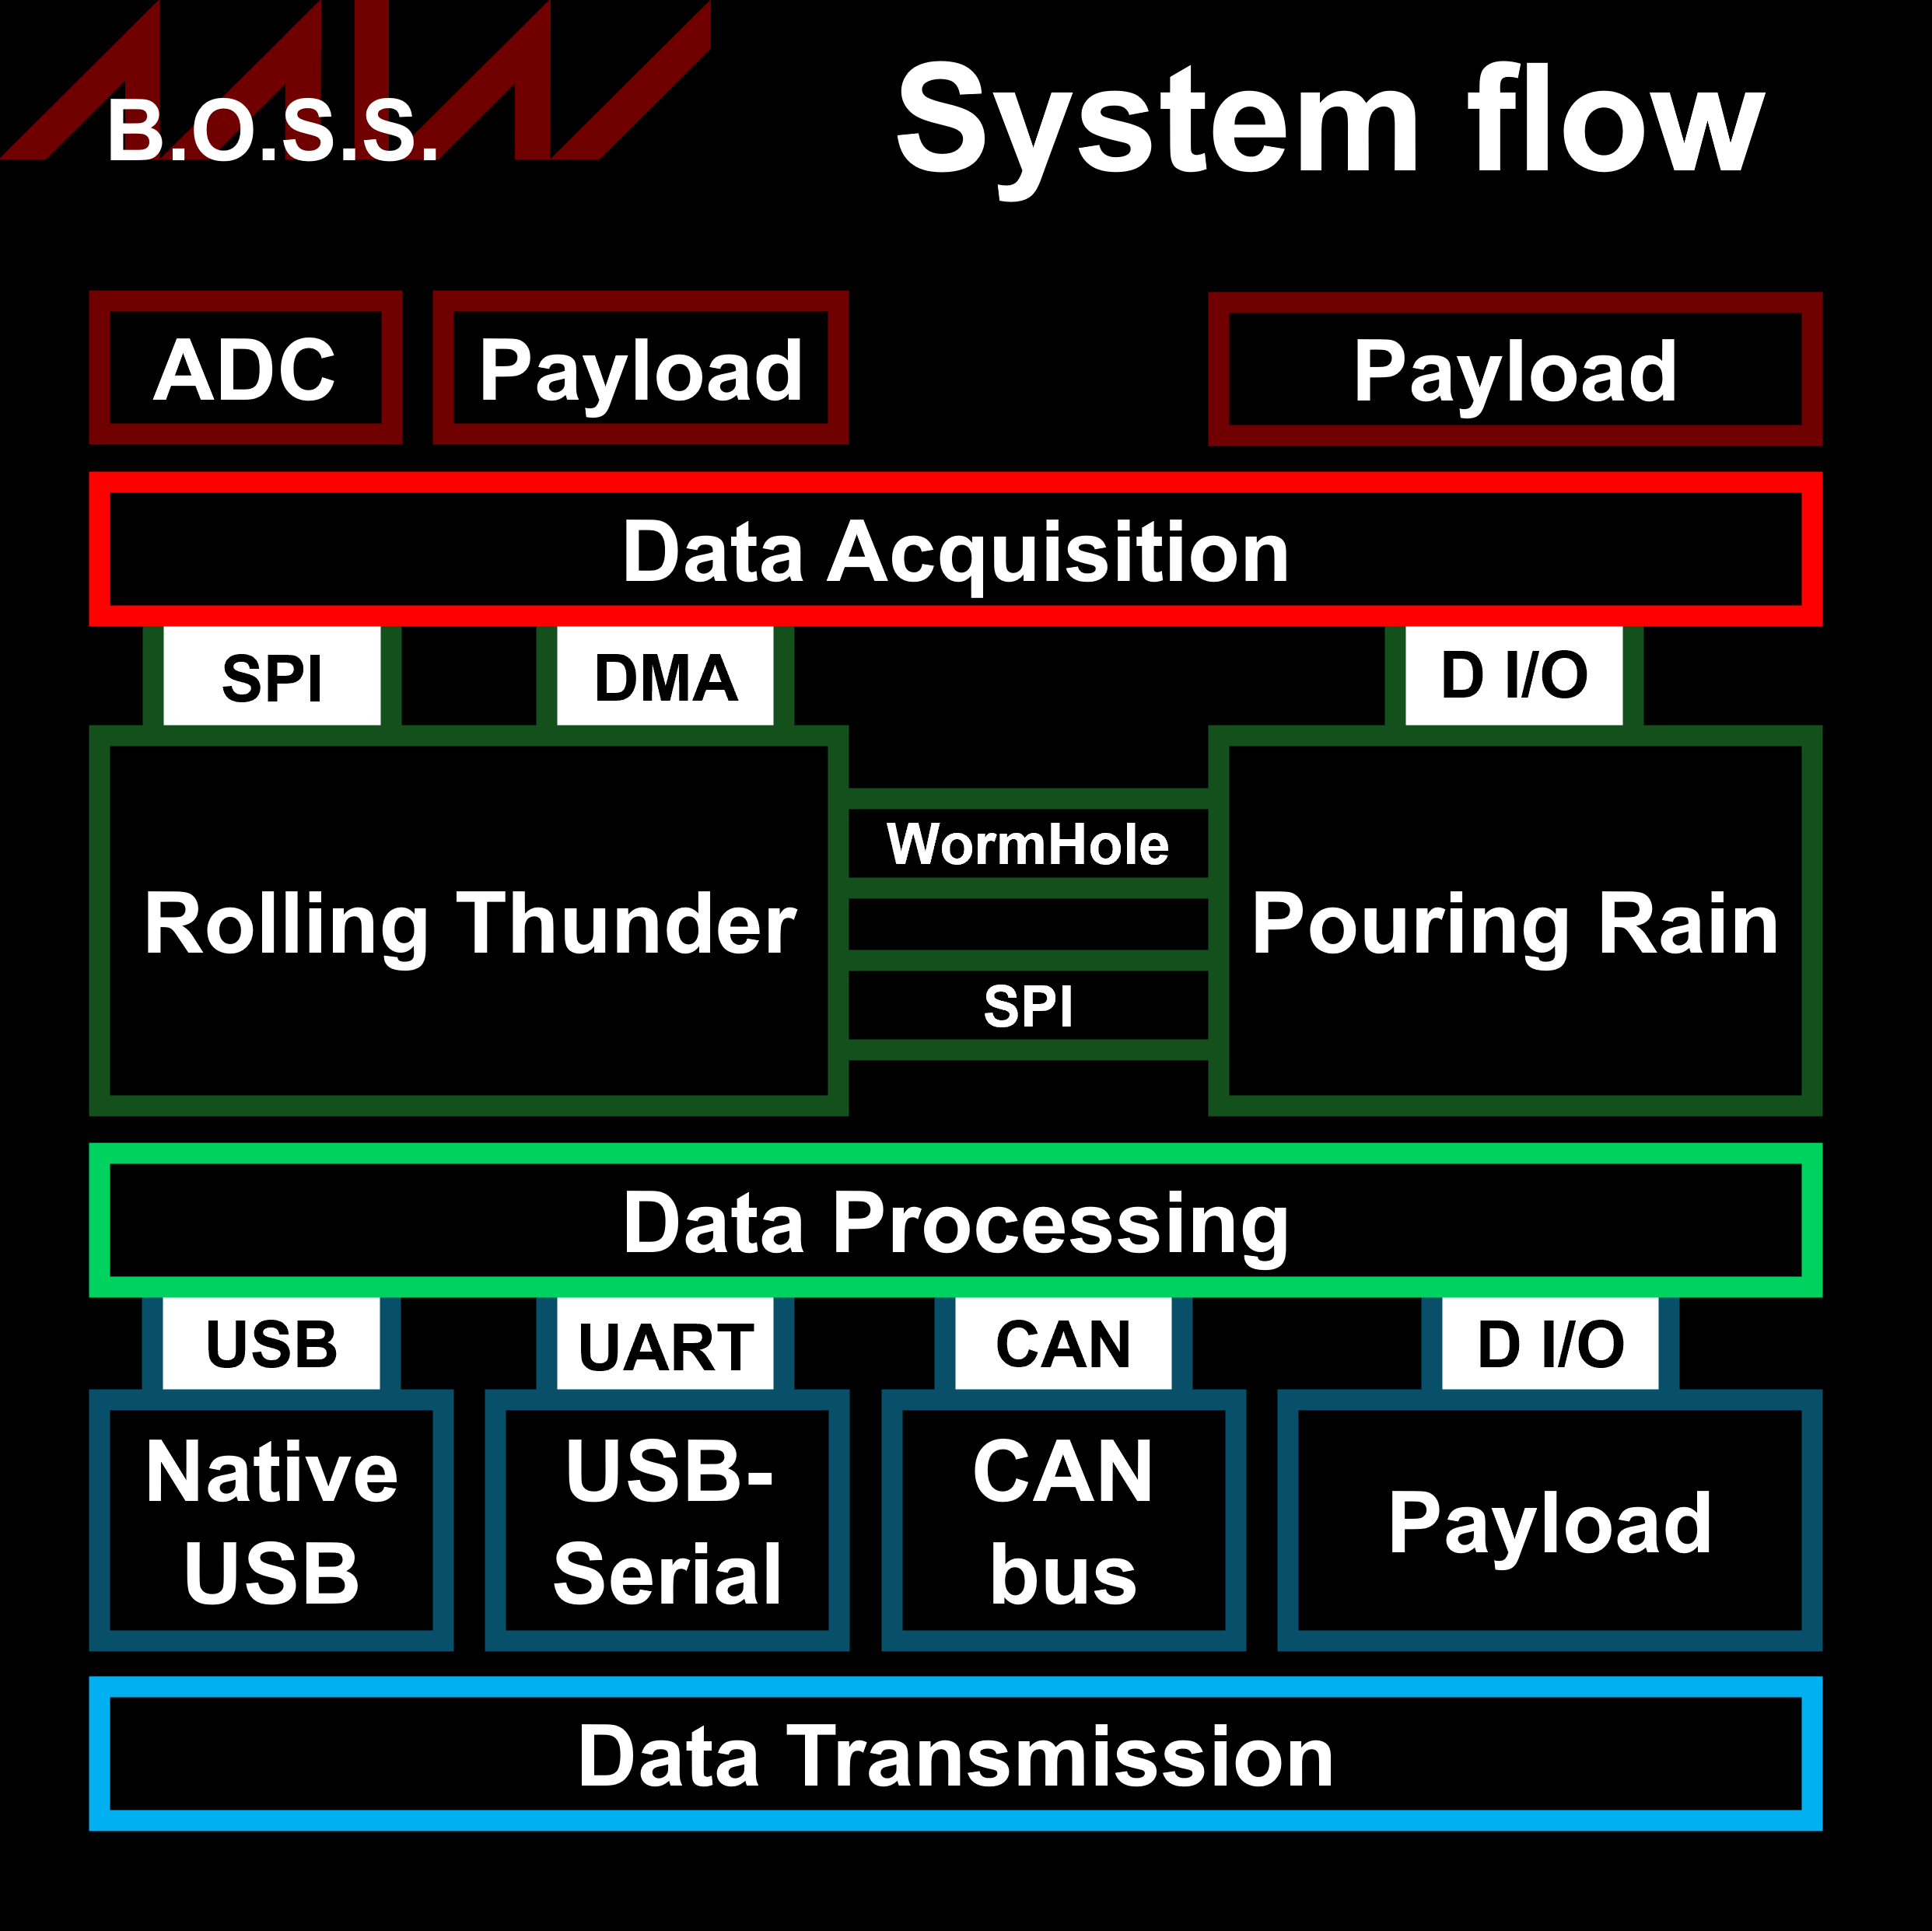 B.O.S.S.
System flow
ADC
Payload
Payload
Data Acquisition
SPI
DMA
D I/O
Rolling Thunder
WormHole
SPI
Pouring Rain
Data Processing
USB
UART
CAN
D I/O
Native
USB
USB-
Serial
CAN
bus
Payload
Data Transmission